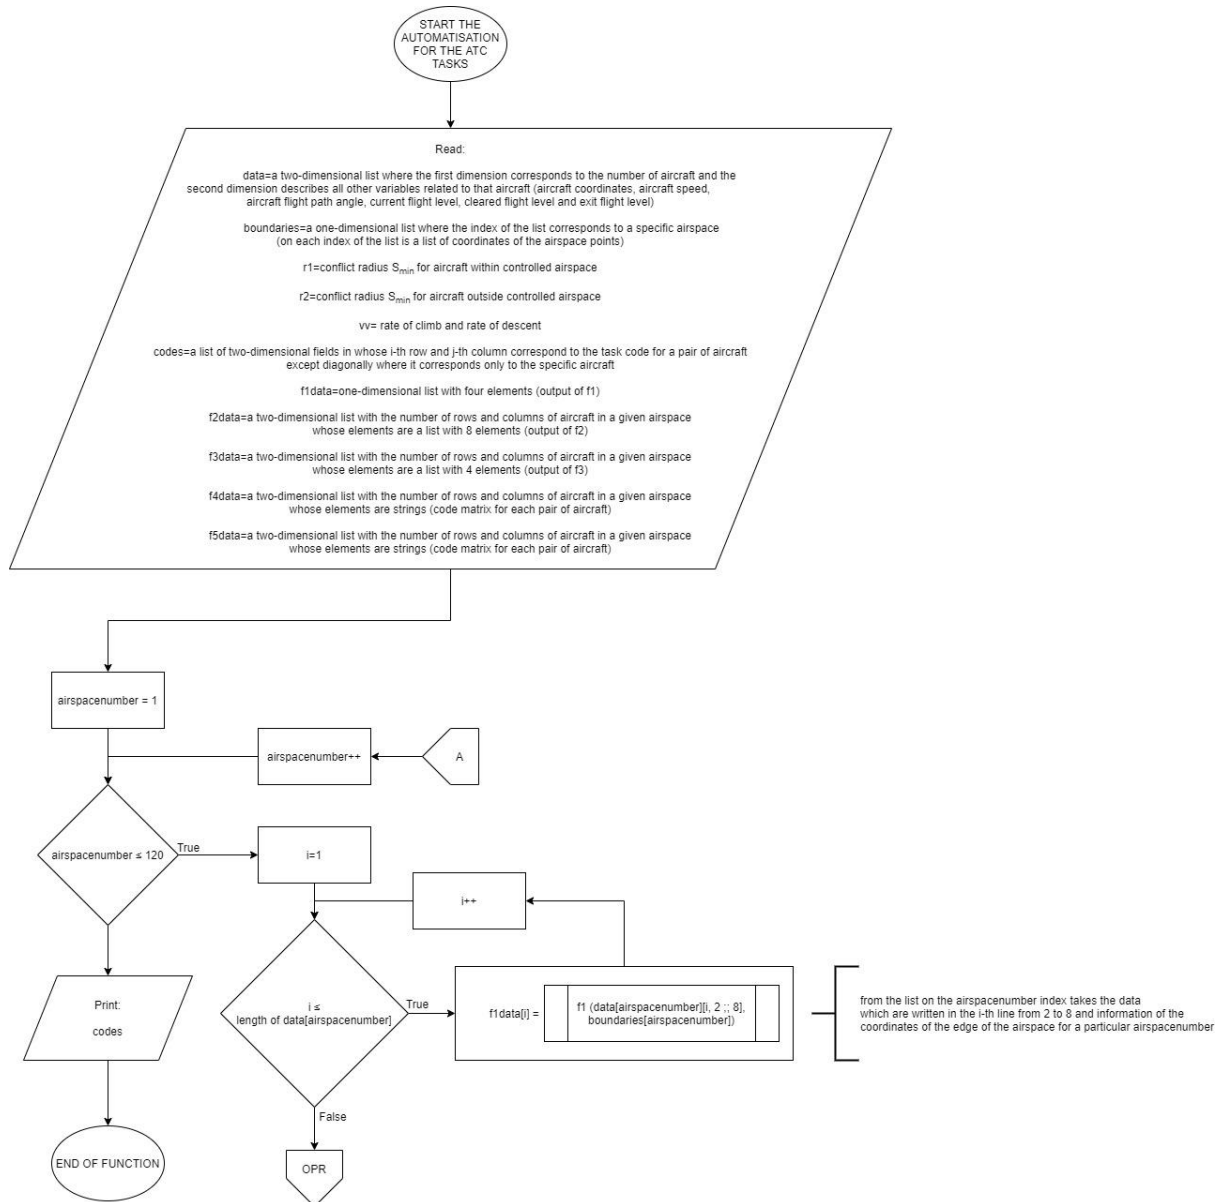 START THE
AUTOMATISATION
FOR THE ATC
TASKS
Read:
data=a two-dimensional list where the first dimension corresponds to the number of aircraft and the
second dimension describes all other variables related to that aircraft (aircraft coordinates, aircraft speed,
aircraft flight path angle, current flight level, cleared flight level and exit flight level)
boundaries=a one-dimensional list where the index of the list corresponds to a specific airspace
(on each index of the list is a list of coordinates of the airspace points)
r1=conflict radius Smin for aircraft within controlled airspace
r2=conflict radius Smin for aircraft outside controlled airspace
vv= rate of climb and rate of descent
codes=a list of two-dimensional fields in whose i-th row and j-th column correspond to the task code for a pair of aircraft
except diagonally where it corresponds only to the specific aircraft
f1data=one-dimensional list with four elements (output of f1)
f2data=a two-dimensional list with the number of rows and columns of aircraft in a given airspace
whose elements are a list with 8 elements (output of f2)
f3data=a two-dimensional list with the number of rows and columns of aircraft in a given airspace
whose elements are a list with 4 elements (output of f3)
f4data=a two-dimensional list with the number of rows and columns of aircraft in a given airspace
whose elements are strings (code matrix for each pair of aircraft)
f5data=a two-dimensional list with the number of rows and columns of aircraft in a given airspace
whose elements are strings (code matrix for each pair of aircraft)
airspacenumber = 1
airspacenumber++
A
airspacenumber ≤ 120
True
i=1
i++
i ≤
length of data[airspacenumber]
True
f1data[i] =
f1 (data[airspacenumber][i, 2 ;; 8],
boundaries[airspacenumber])
from the list on the airspacenumber index takes the data
which are written in the i-th line from 2 to 8 and information of the
coordinates of the edge of the airspace for a particular airspacenumber
Print:
codes
False
END OF FUNCTION
OPR